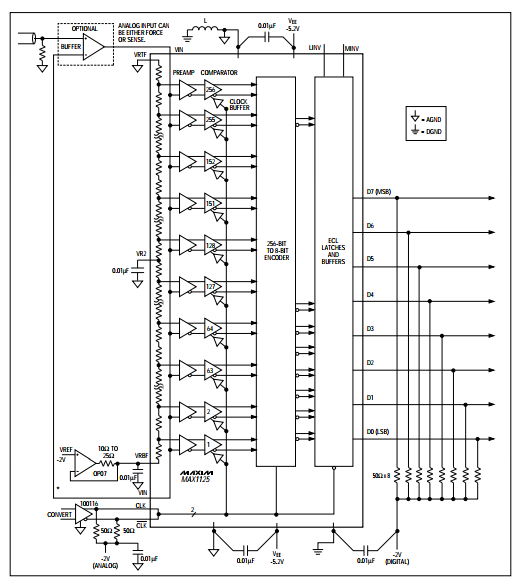 OPTIONAL
BUFFER
ANALOG INPUT CAN
BE EITHER FORCE
OR SENSE.
L
0.01µF
VEE
-5.2V
VIN
VRTF
LINV
MINV
PREAMP
COMPARATOR
256
CLOCK
BUFFER
255
152
151
128
127
64
63
2
1
VR2
0.01µF
256-BIT
TO 8-BIT
ENCODER
ECL
LATCHES
AND
BUFFERS
= AGND
= DGND
D7 (MSB)
D6
D5
D4
D3
D2
D1
D0 (LSB)
50Ω x 8
VREF
-2V
10Ω TO
25Ω
OP07
VRBF
0.01µF
MAXIM
MAX1125
*
VIN
100116
CONVERT
CLK
CLK
2
50Ω
50Ω
-2V
(ANALOG)
0.01µF
0.01µF
VEE
-5.2V
0.01µF
-2V
(DIGITAL)